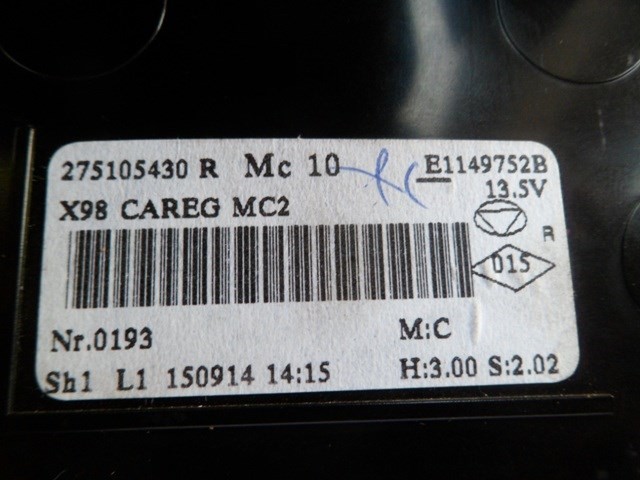 275105430 R Mc 10 E1149752B
X98 CAREG MC2 13.5V
R
015
Nr.0193 M:C
Sh1 L1 150914 14:15 H:3.00 S:2.02